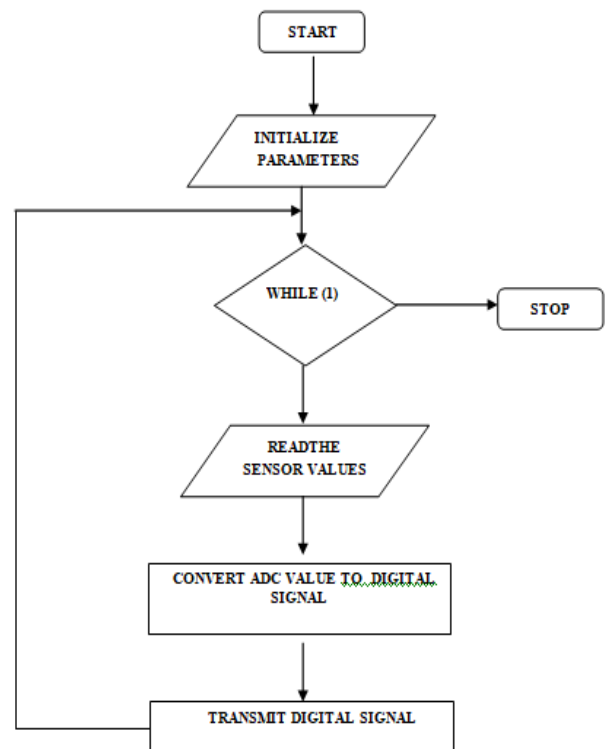 START
INITIALIZE
PARAMETERS
WHILE (1)
STOP
READTHE
SENSOR VALUES
CONVERT ADC VALUE TO DIGITAL
SIGNAL
TRANSMIT DIGITAL SIGNAL